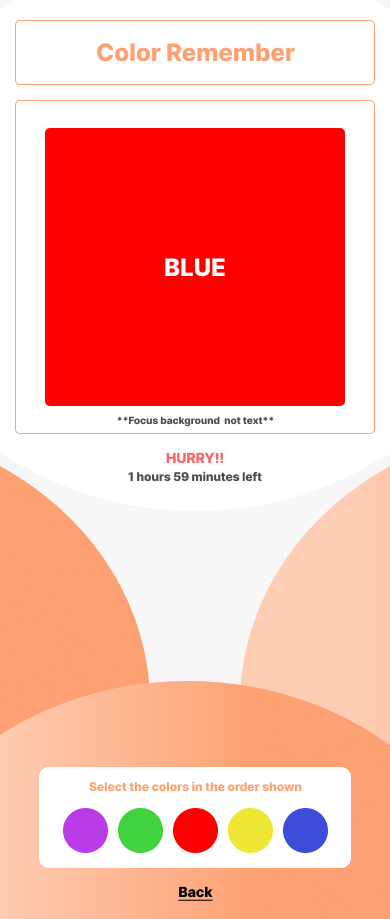 Color Remember
BLUE
**Focus background  not text**
HURRY!!
1 hours 59 minutes left
Select the colors in the order shown
Back